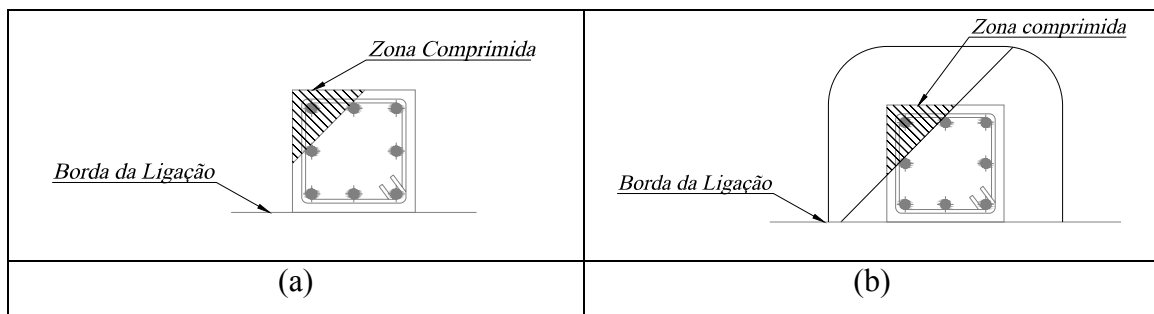 Zona Comprimida
Borda da Ligação
(a)
Zona comprimida
Borda da Ligação
(b)